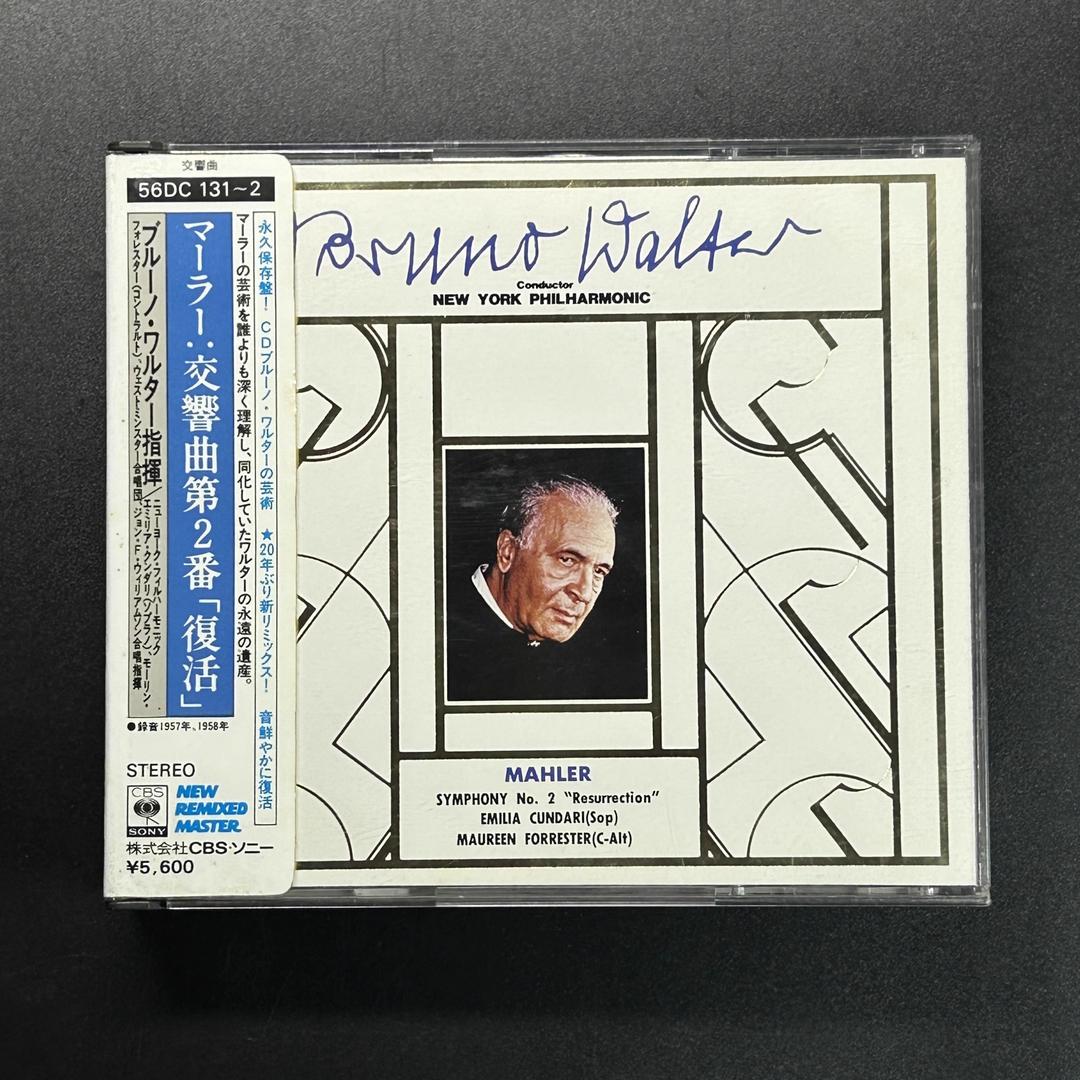 交響曲
56DC 131~2
永久保存盤! CDブルーノ・ワルターの芸術 ★20年ぶり新リミックス! 音鮮やかに復活
マーラーの芸術を誰よりも深く理解し、同化していたワルターの永遠の遺産。
マーラー:交響曲第2番「復活」
ブルーノ・ワルター指揮/ニューヨーク・フィルハーモニック
エミリア・クンダリ(ソプラノ)、モーリン・
フォレスター(コントラルト)、ウェストミンスター合唱団、ジョン・F・ウィリアムソン合唱指揮
●録音1957年、1958年
STEREO
CBS
SONY
NEW
REMIXED
MASTER
株式会社CBS・ソニー
¥5,600
Bruno Walter
Conductor
NEW YORK PHILHARMONIC
MAHLER
SYMPHONY No. 2 "Resurrection"
EMILIA CUNDARI(Sop)
MAUREEN FORRESTER(C-Alt)